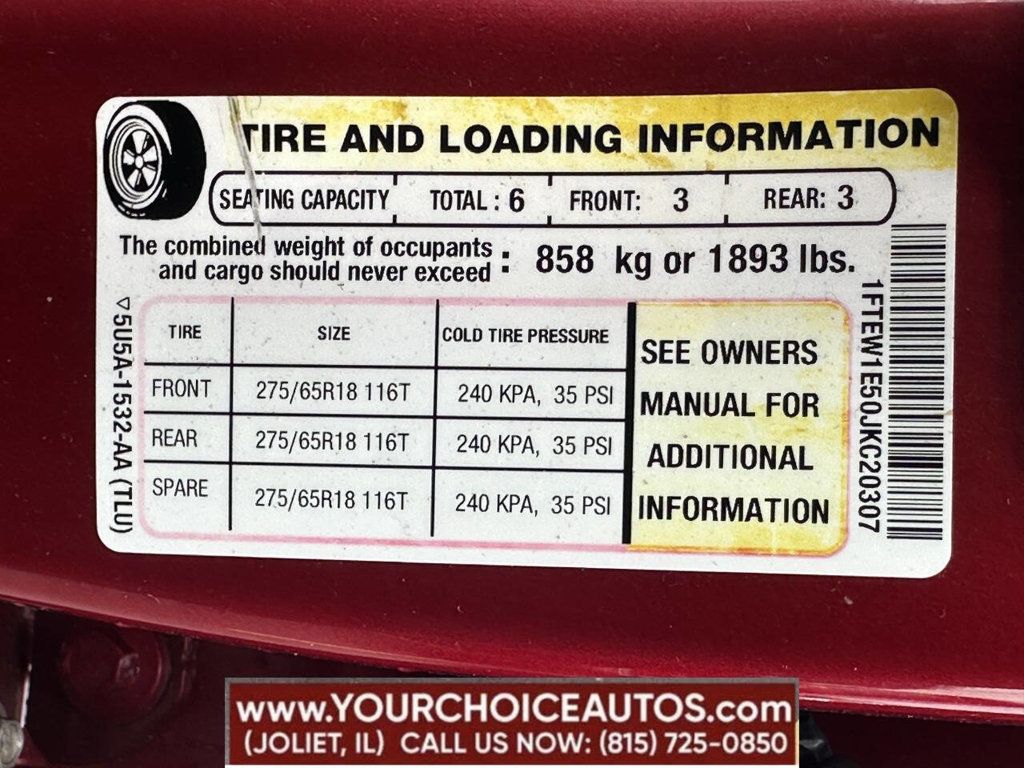 TIRE AND LOADING INFORMATION
SEATING CAPACITY TOTAL : 6 FRONT: 3 REAR: 3
The combined weight of occupants
and cargo should never exceed : 858 kg or 1893 lbs.
TIRE SIZE COLD TIRE PRESSURE
FRONT 275/65R18 116T 240 KPA, 35 PSI
REAR 275/65R18 116T 240 KPA, 35 PSI
SPARE 275/65R18 116T 240 KPA, 35 PSI
SEE OWNERS
MANUAL FOR
ADDITIONAL
INFORMATION
5U5A-1532-AA (TLU)
1FTEW1E50JKC20307
www.YOURCHOICEAUTOS.com
(JOLIET, IL) CALL US NOW: (815) 725-0850